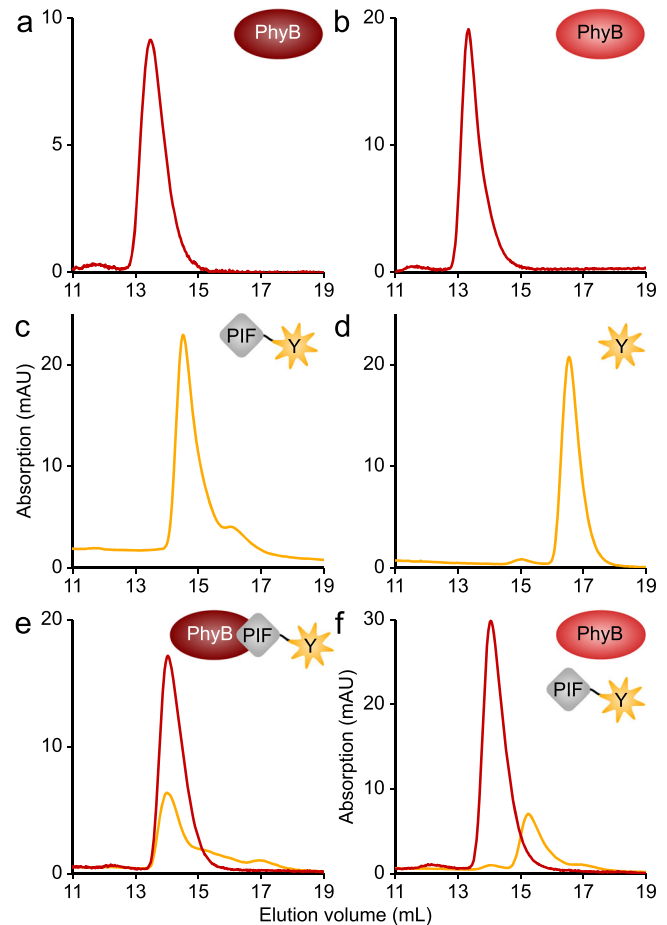 a
PhyB
10
5
0
11 13 15 17 19
b
PhyB
20
10
0
11 13 15 17 19
c
PIF
Y
20
10
0
11 13 15 17 19
Absorption (mAU)
d
Y
20
10
0
11 13 15 17 19
e
PhyB PIF
Y
20
10
0
11 13 15 17 19
f
PhyB
PIF
Y
30
20
10
0
11 13 15 17 19
Absorption (mAU)
Elution volume (mL)